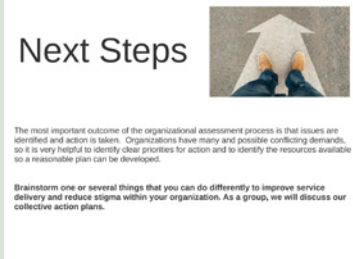 Next Steps
The most important outcome of the organizational assessment process is that issues are
identified and action is taken.  Organizations have many and possible conflicting demands,
so it is very helpful to identify clear priorities for action and to identify the resources available
so a reasonable plan can be developed.
Brainstorm one or several things that you can do differently to improve service
delivery and reduce stigma within your organization. As a group, we will discuss our
collective action plans.